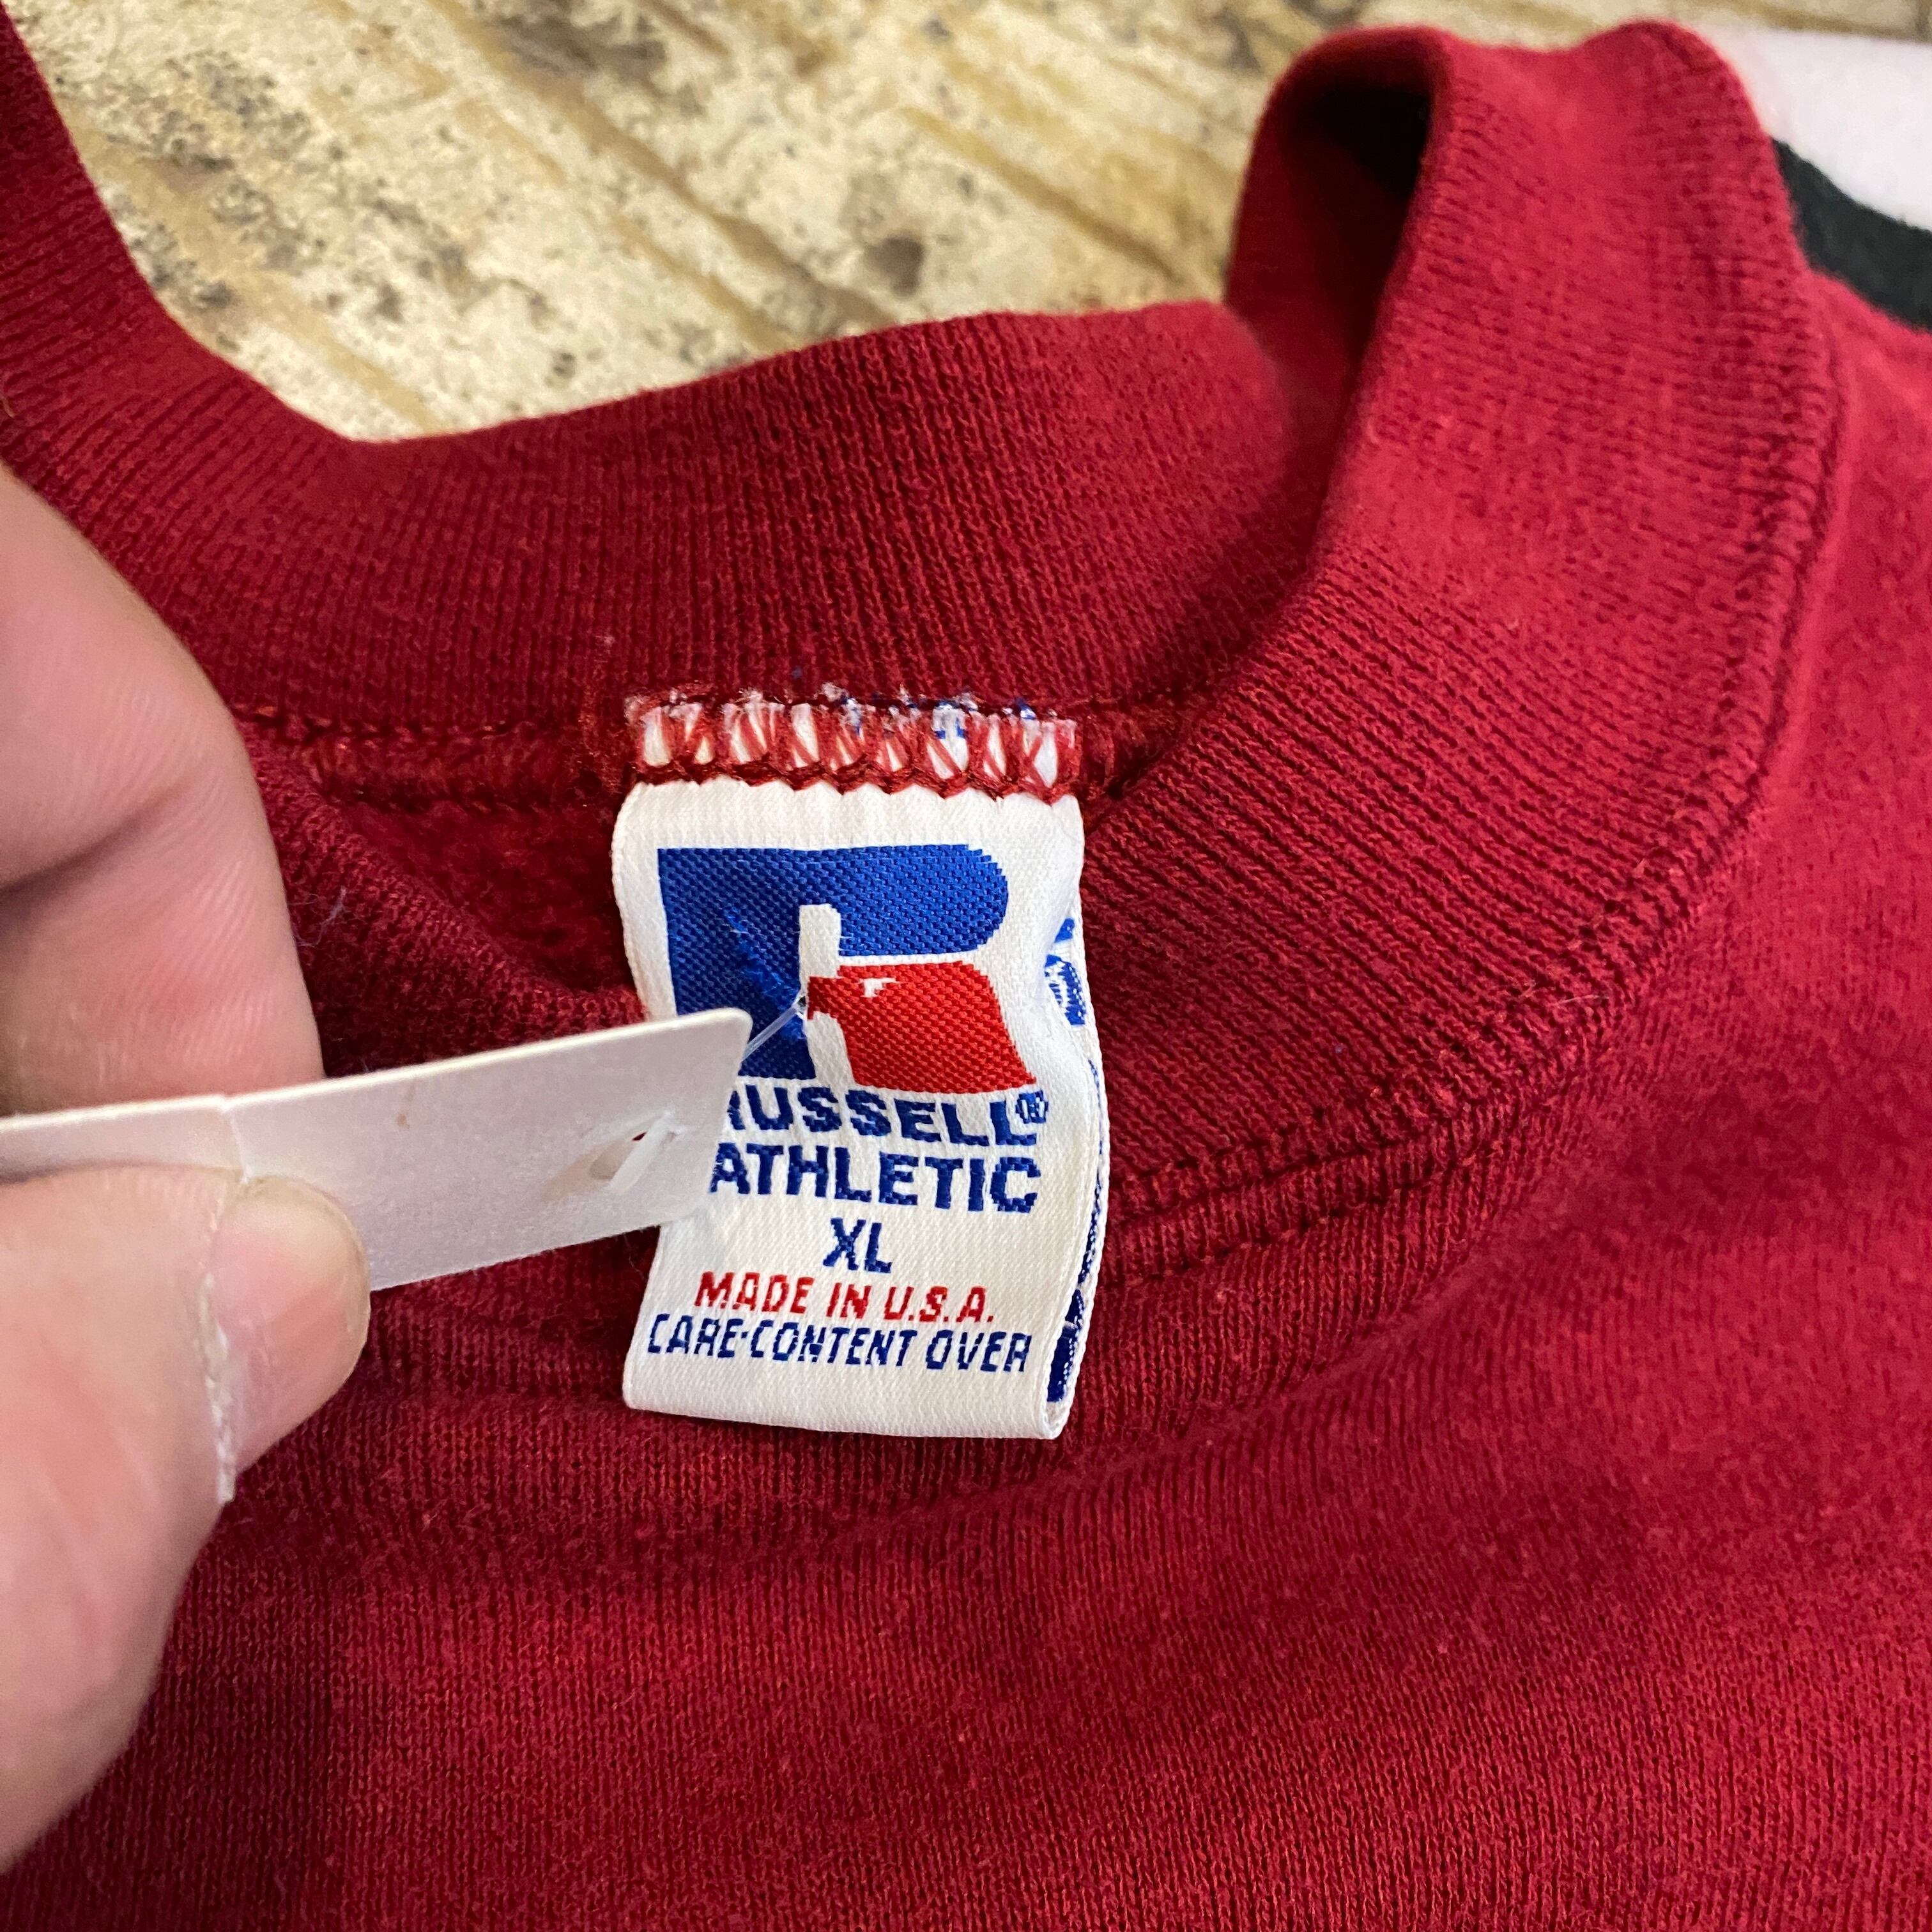 RUSSELL®
ATHLETIC
XL
MADE IN U.S.A.
CARE·CONTENT OVER